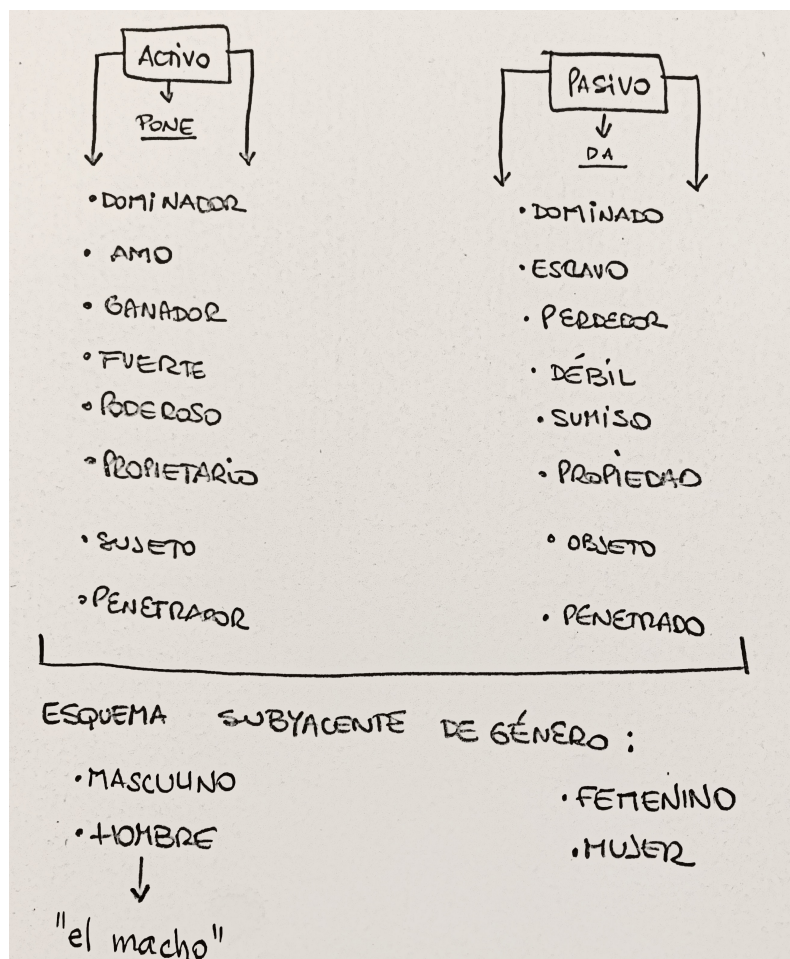 ACTIVO
PONE
• DOMINADOR
• AMO
• GANADOR
• FUERTE
• PODEROSO
• PROPIETARIO
• SUJETO
• PENETRADOR
PASIVO
DA
• DOMINADO
• ESCLAVO
• PERDEDOR
• DÉBIL
• SUMISO
• PROPIEDAD
• OBJETO
• PENETRADO
ESQUEMA SUBYACENTE DE GÉNERO:
• MASCULINO
• HOMBRE
"el macho"
• FEMENINO
• MUJER